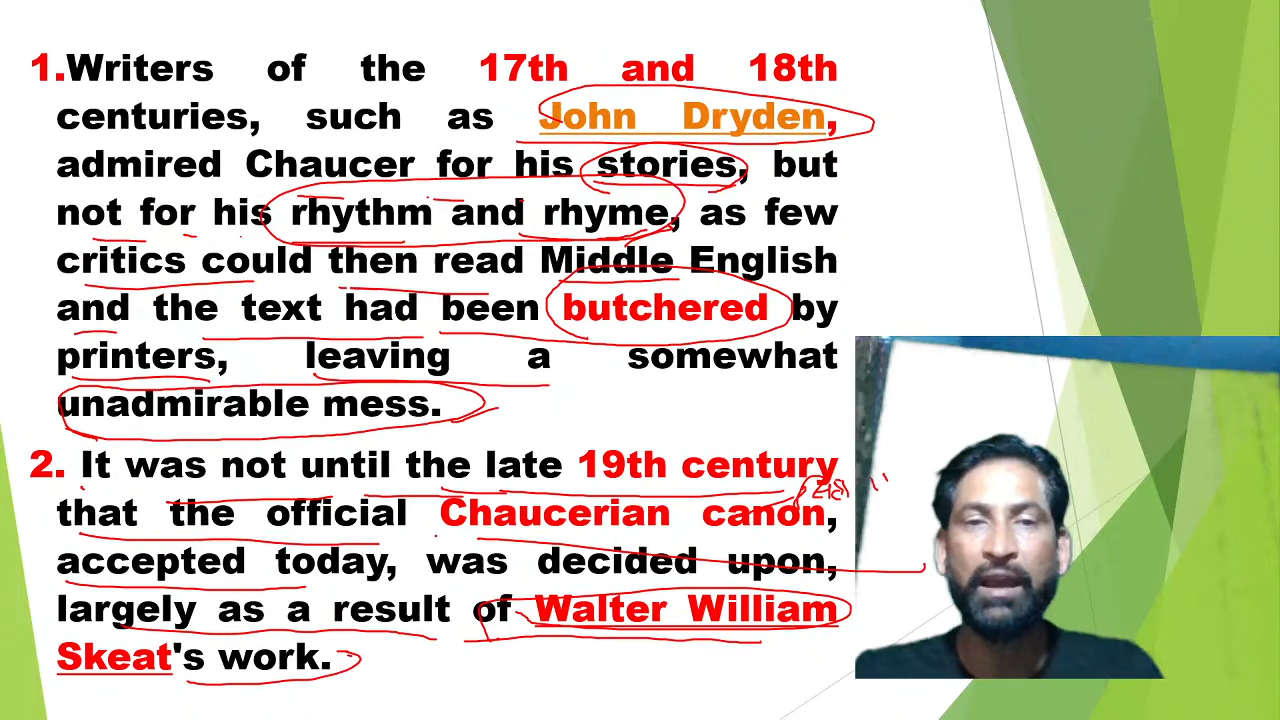 1.Writers of the 17th and 18th
centuries, such as John Dryden,
admired Chaucer for his stories, but
not for his rhythm and rhyme, as few
critics could then read Middle English
and the text had been butchered by
printers, leaving a somewhat
unadmirable mess.
2. It was not until the late 19th century
that the official Chaucerian canon,
accepted today, was decided upon,
largely as a result of Walter William
Skeat's work.